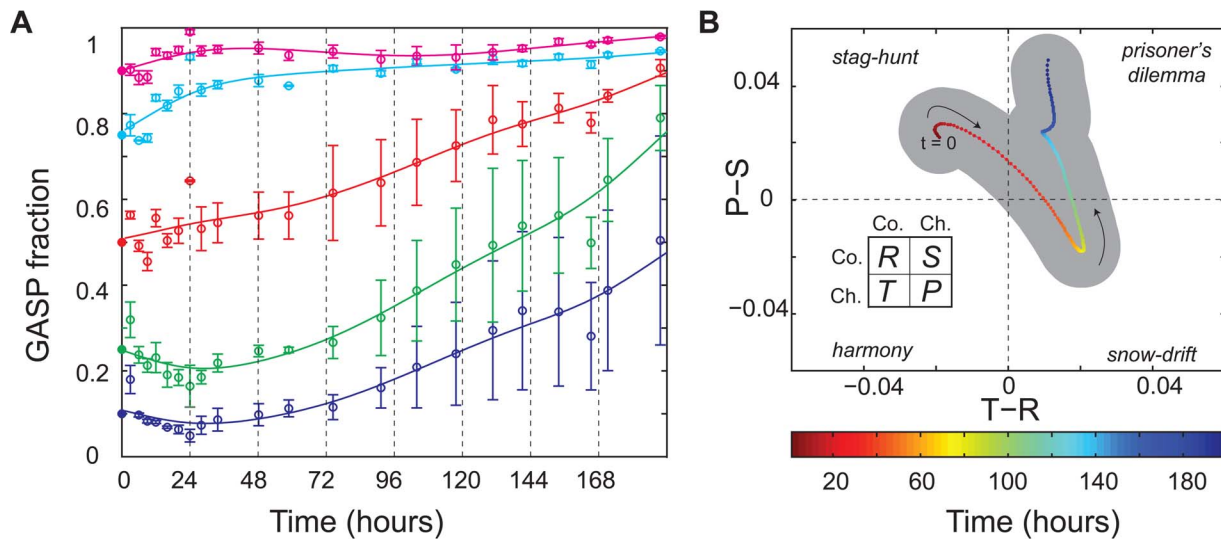 A
GASP fraction
1
0.8
0.6
0.4
0.2
0
0 24 48 72 96 120 144 168
Time (hours)
B
stag-hunt
prisoner's
dilemma
t = 0
P−S
0.04
0
−0.04
Co. Ch.
Co. R S
Ch. T P
harmony
snow-drift
−0.04 0 0.04
T−R
20 60 100 140 180
Time (hours)